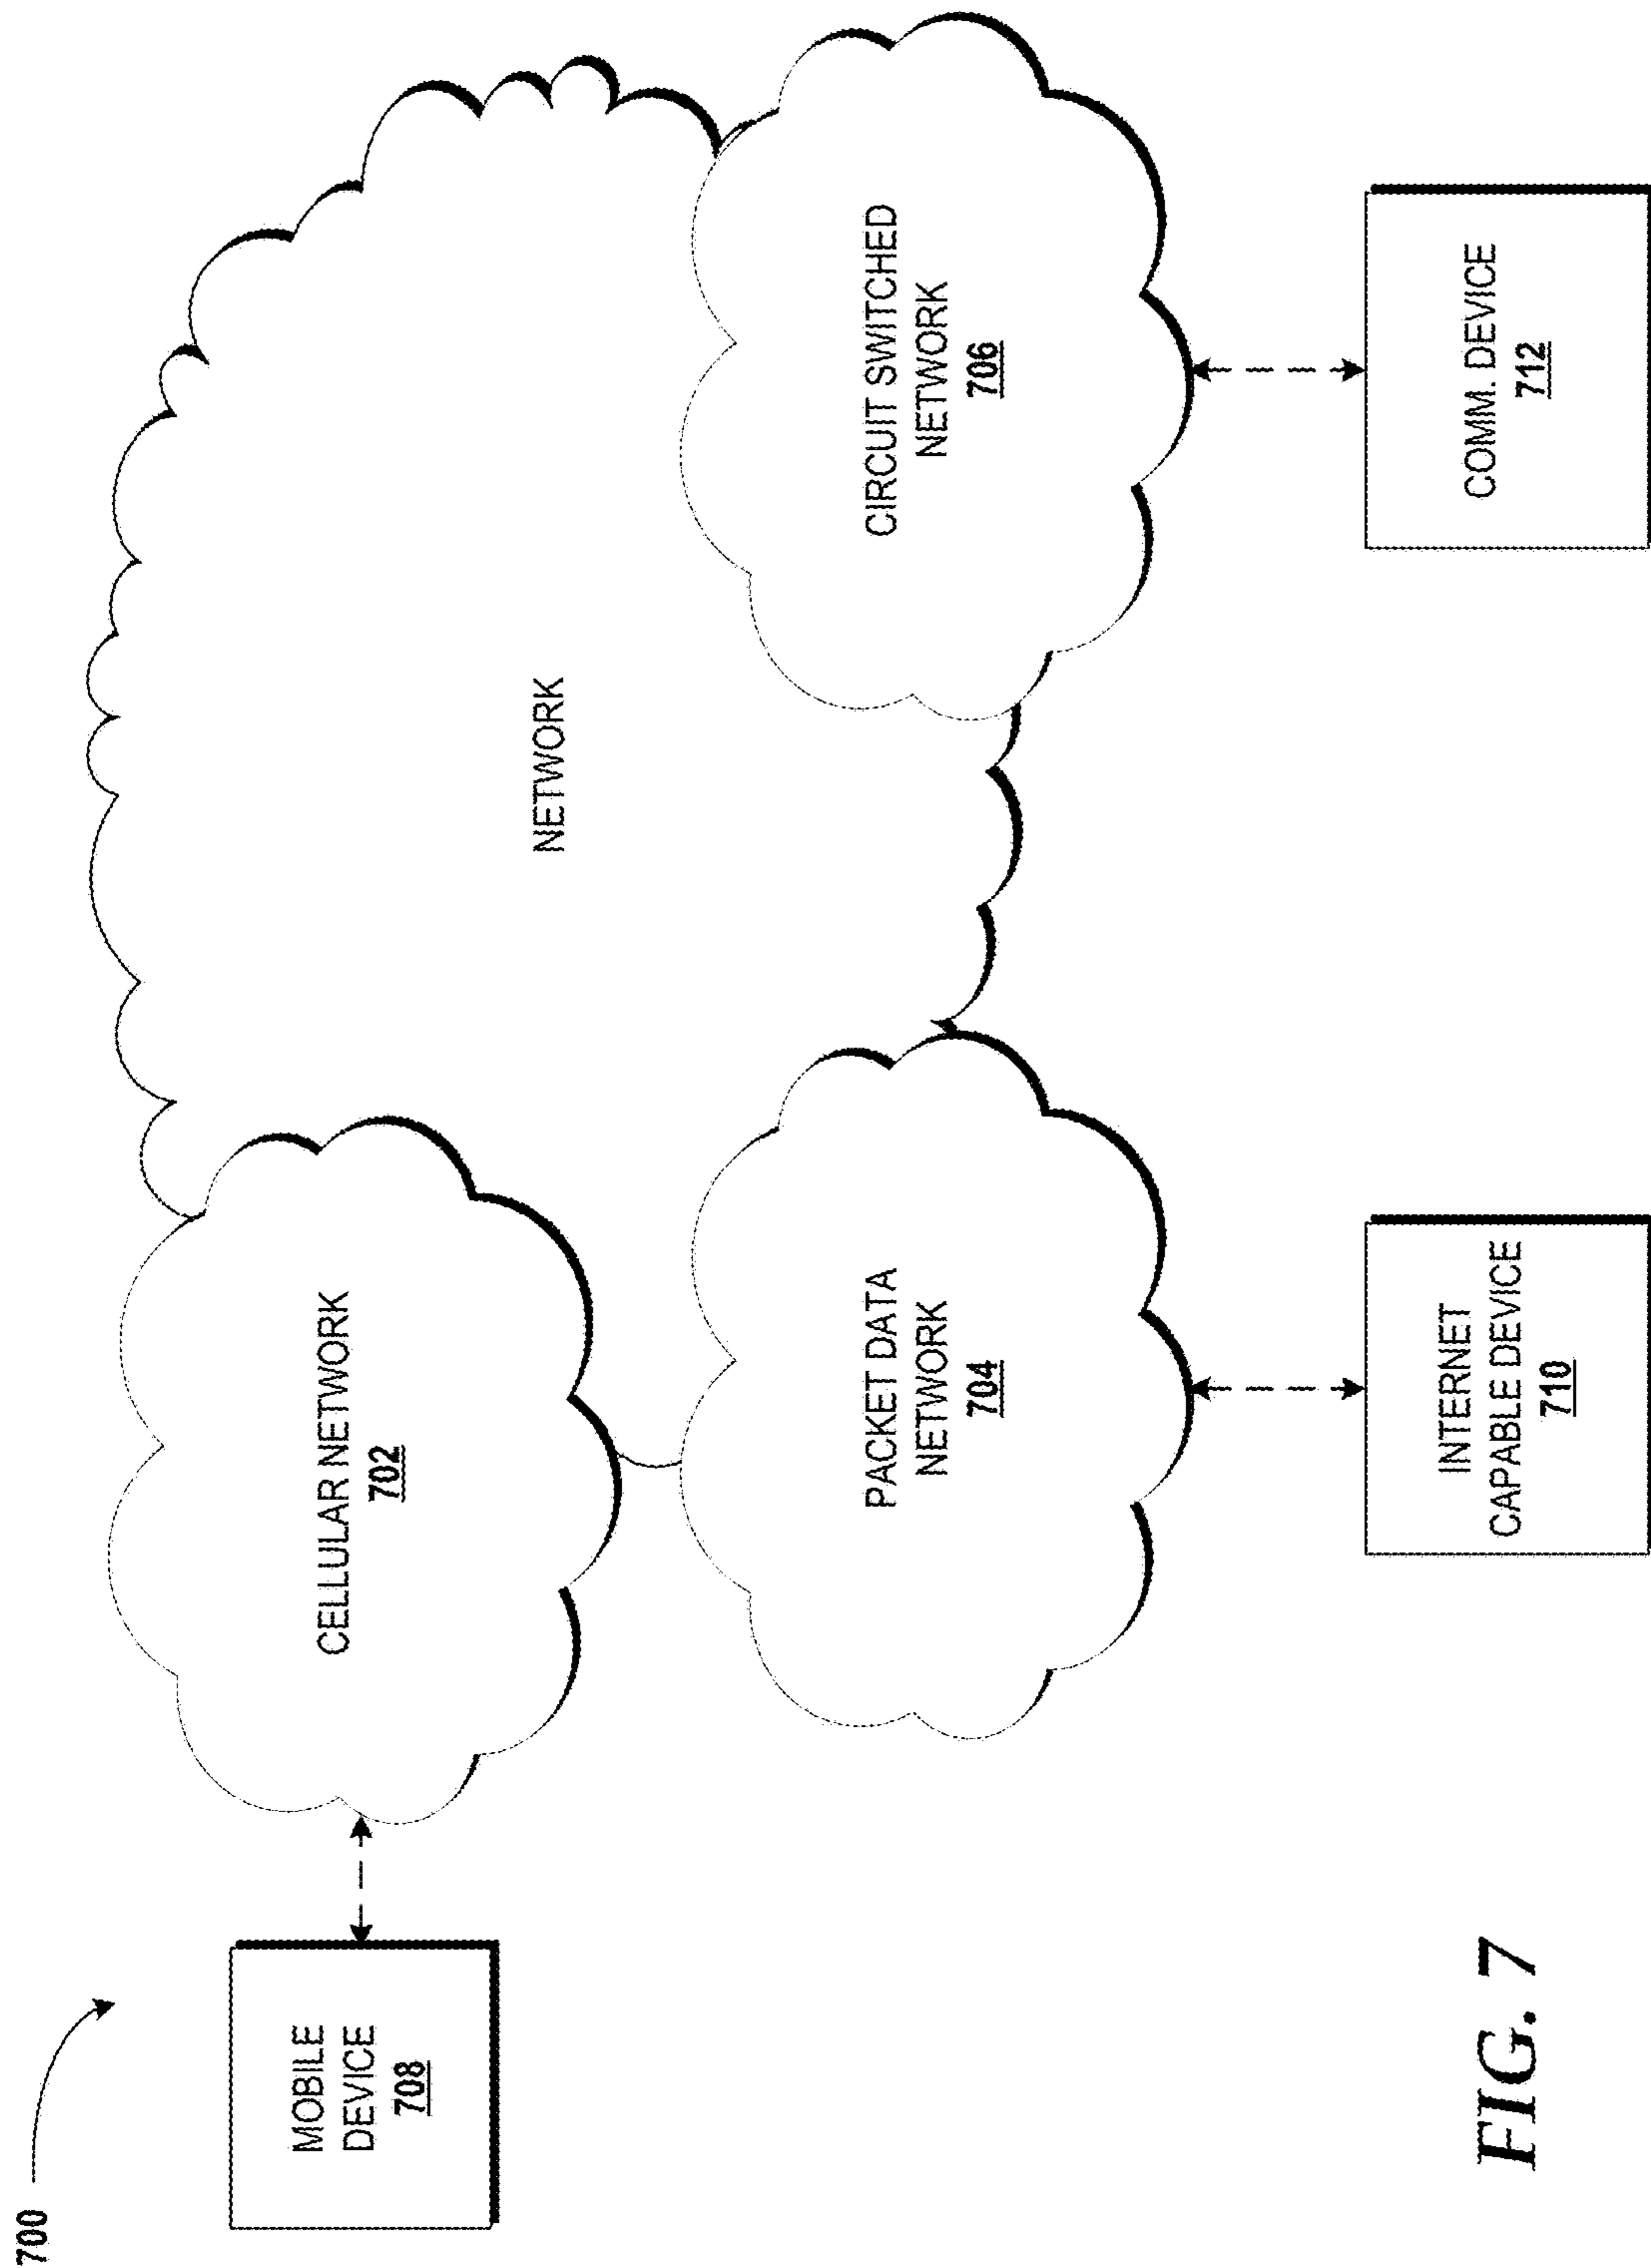 700
MOBILE
DEVICE
708
CELLULAR NETWORK
702
NETWORK
PACKET DATA
NETWORK
704
CIRCUIT SWITCHED
NETWORK
706
INTERNET
CAPABLE DEVICE
710
COMM. DEVICE
712
FIG. 7